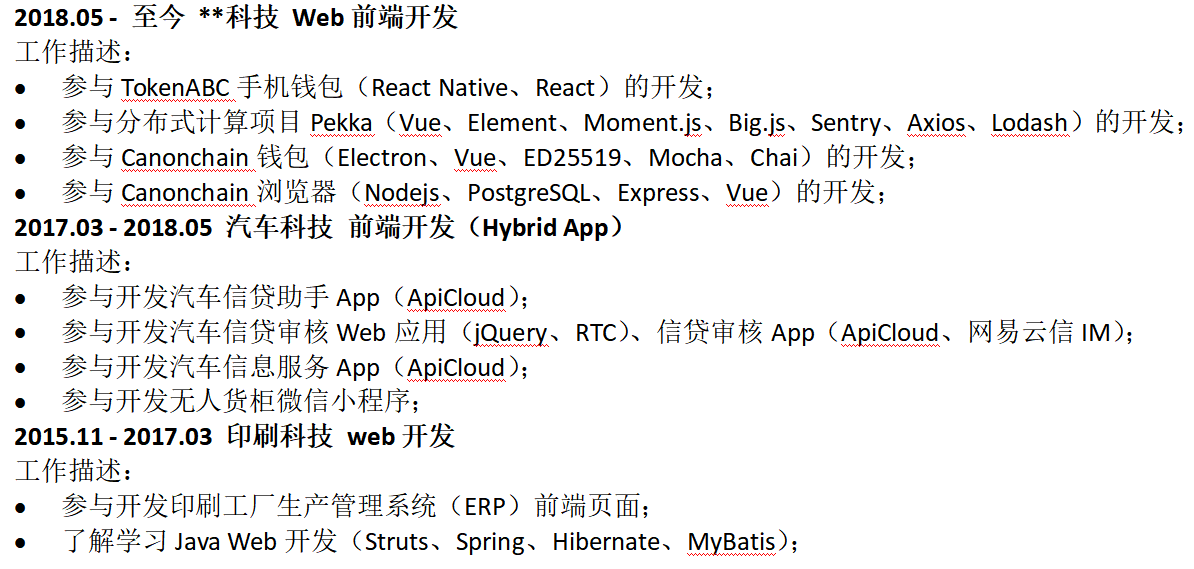 2018.05 - 至今 **科技 Web 前端开发
工作描述：
● 参与 TokenABC 手机钱包（React Native、React）的开发；
● 参与分布式计算项目 Pekka（Vue、Element、Moment.js、Big.js、Sentry、Axios、Lodash）的开发；
● 参与 Canonchain 钱包（Electron、Vue、ED25519、Mocha、Chai）的开发；
● 参与 Canonchain 浏览器（Nodejs、PostgreSQL、Express、Vue）的开发；
2017.03 - 2018.05 汽车科技 前端开发（Hybrid App）
工作描述：
● 参与开发汽车信贷助手 App（ApiCloud）；
● 参与开发汽车信贷审核 Web 应用（jQuery、RTC）、信贷审核 App（ApiCloud、网易云信 IM）；
● 参与开发汽车信息服务 App（ApiCloud）；
● 参与开发无人货柜微信小程序；
2015.11 - 2017.03 印刷科技 web 开发
工作描述：
● 参与开发印刷工厂生产管理系统（ERP）前端页面；
● 了解学习 Java Web 开发（Struts、Spring、Hibernate、MyBatis）；